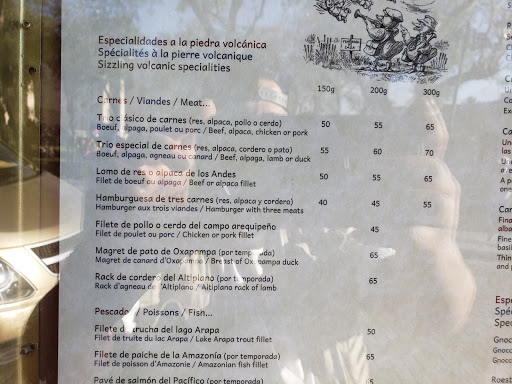 Especialidades a la piedra volcánica
Spécialités à la pierre volcanique
Sizzling volcanic specialities
150g 200g 300g
Carnes / Viandes / Meat...
Trio clásico de carnes (res, alpaca, pollo o cerdo) 50 55 65
Boeuf, alpaga, poulet ou porc / Beef, alpaca, chicken or pork
Trio especial de carnes (res, alpaca, cordero o pato) 55 60 70
Boeuf, alpaga, agneau ou canard / Beef, alpaga, lamb or duck
Lomo de res o alpaca de los Andes 50 55 65
Filet de boeuf ou alpaga / Beef or alpaca fillet
Hamburguesa de tres carnes (res, alpaca y cordero) 40 45 55
Hamburger aux trois viandes / Hamburger with three meats
Filete de pollo o cerdo del campo arequipeño 45
Filet de poulet ou porc / Chicken or pork fillet
Magret de pato de Oxapampa (por temporada) 65
Magret de canard d'Oxapampa / Breast of Oxapampa duck
Rack de cordero del Altiplano (por temporada) 65
Rack d'agneau de l'Altiplano / Altiplano rack of lamb
Pescados / Poissons / Fish...
Filete de trucha del lago Arapa 50
Filet de truite du lac Arapa / Lake Arapa trout fillet
Filete de paiche de la Amazonía (por temporada) 65
Filet de poisson d'Amazonie / Amazonian fish fillet
Pavé de salmón del Pacífico (por temporada) 65